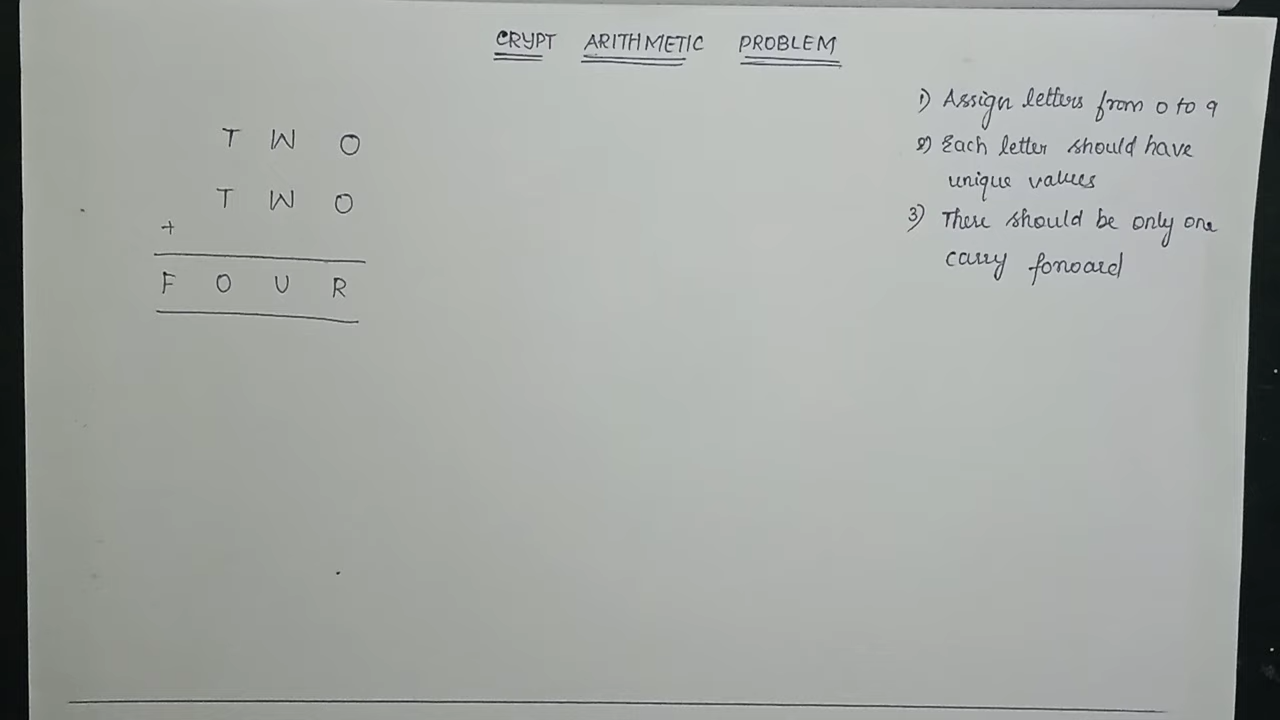 CRYPT ARITHMETIC PROBLEM
T W O
T W O
+
F O U R
1) Assign letters from 0 to 9
2) Each letter should have
unique values
3) There should be only one
carry forward